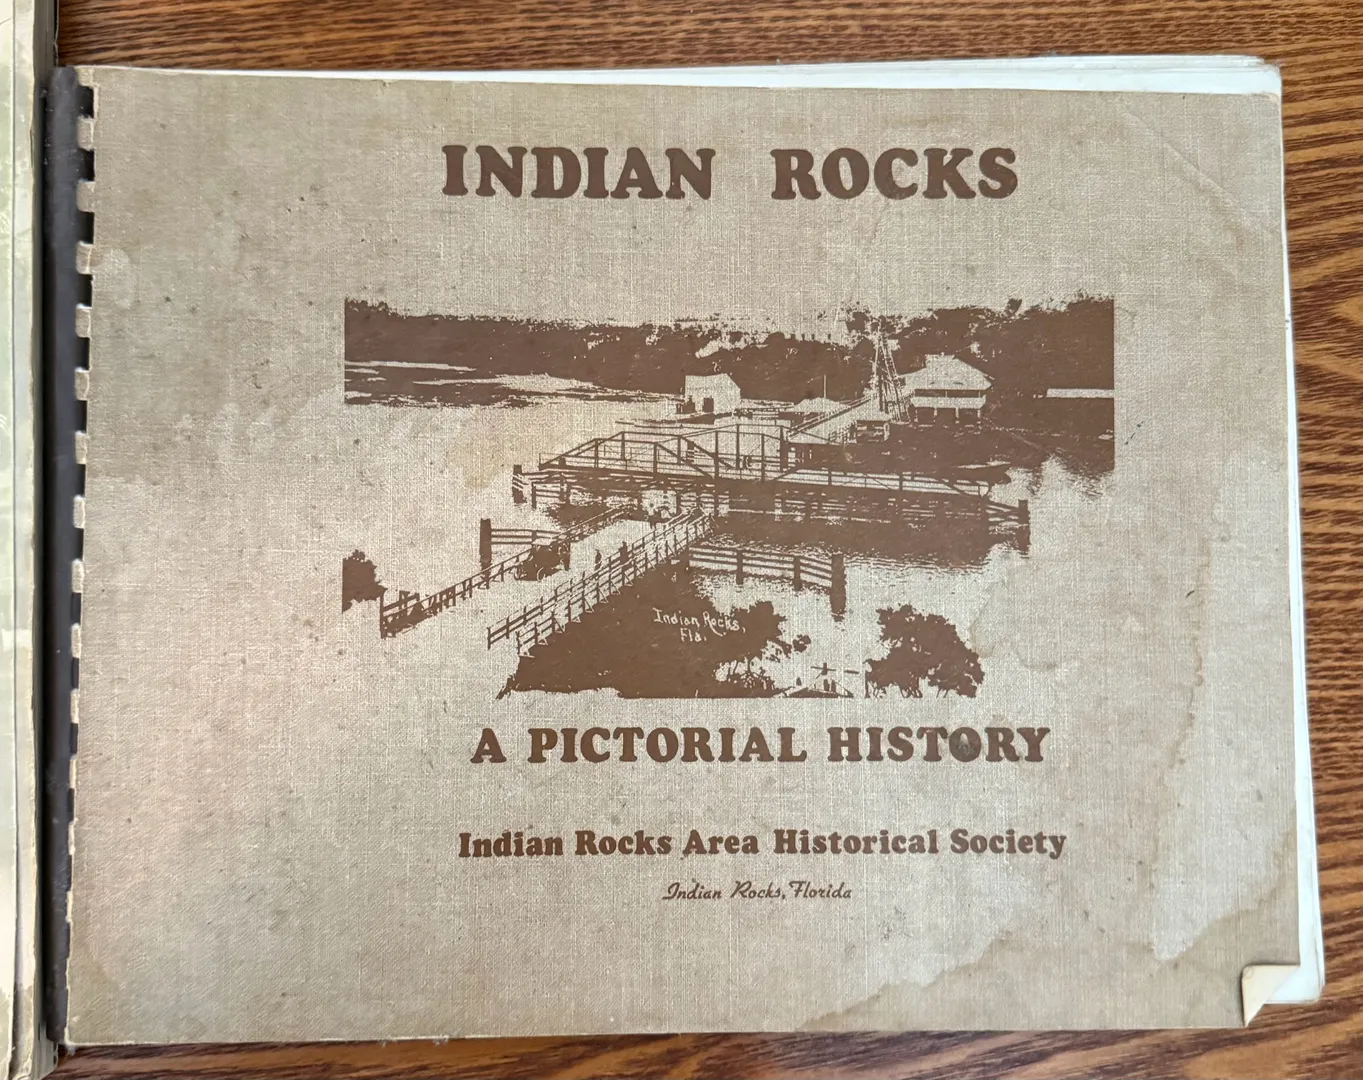 INDIAN ROCKS
Indian Rocks,
Fla.
A PICTORIAL HISTORY
Indian Rocks Area Historical Society
Indian Rocks, Florida